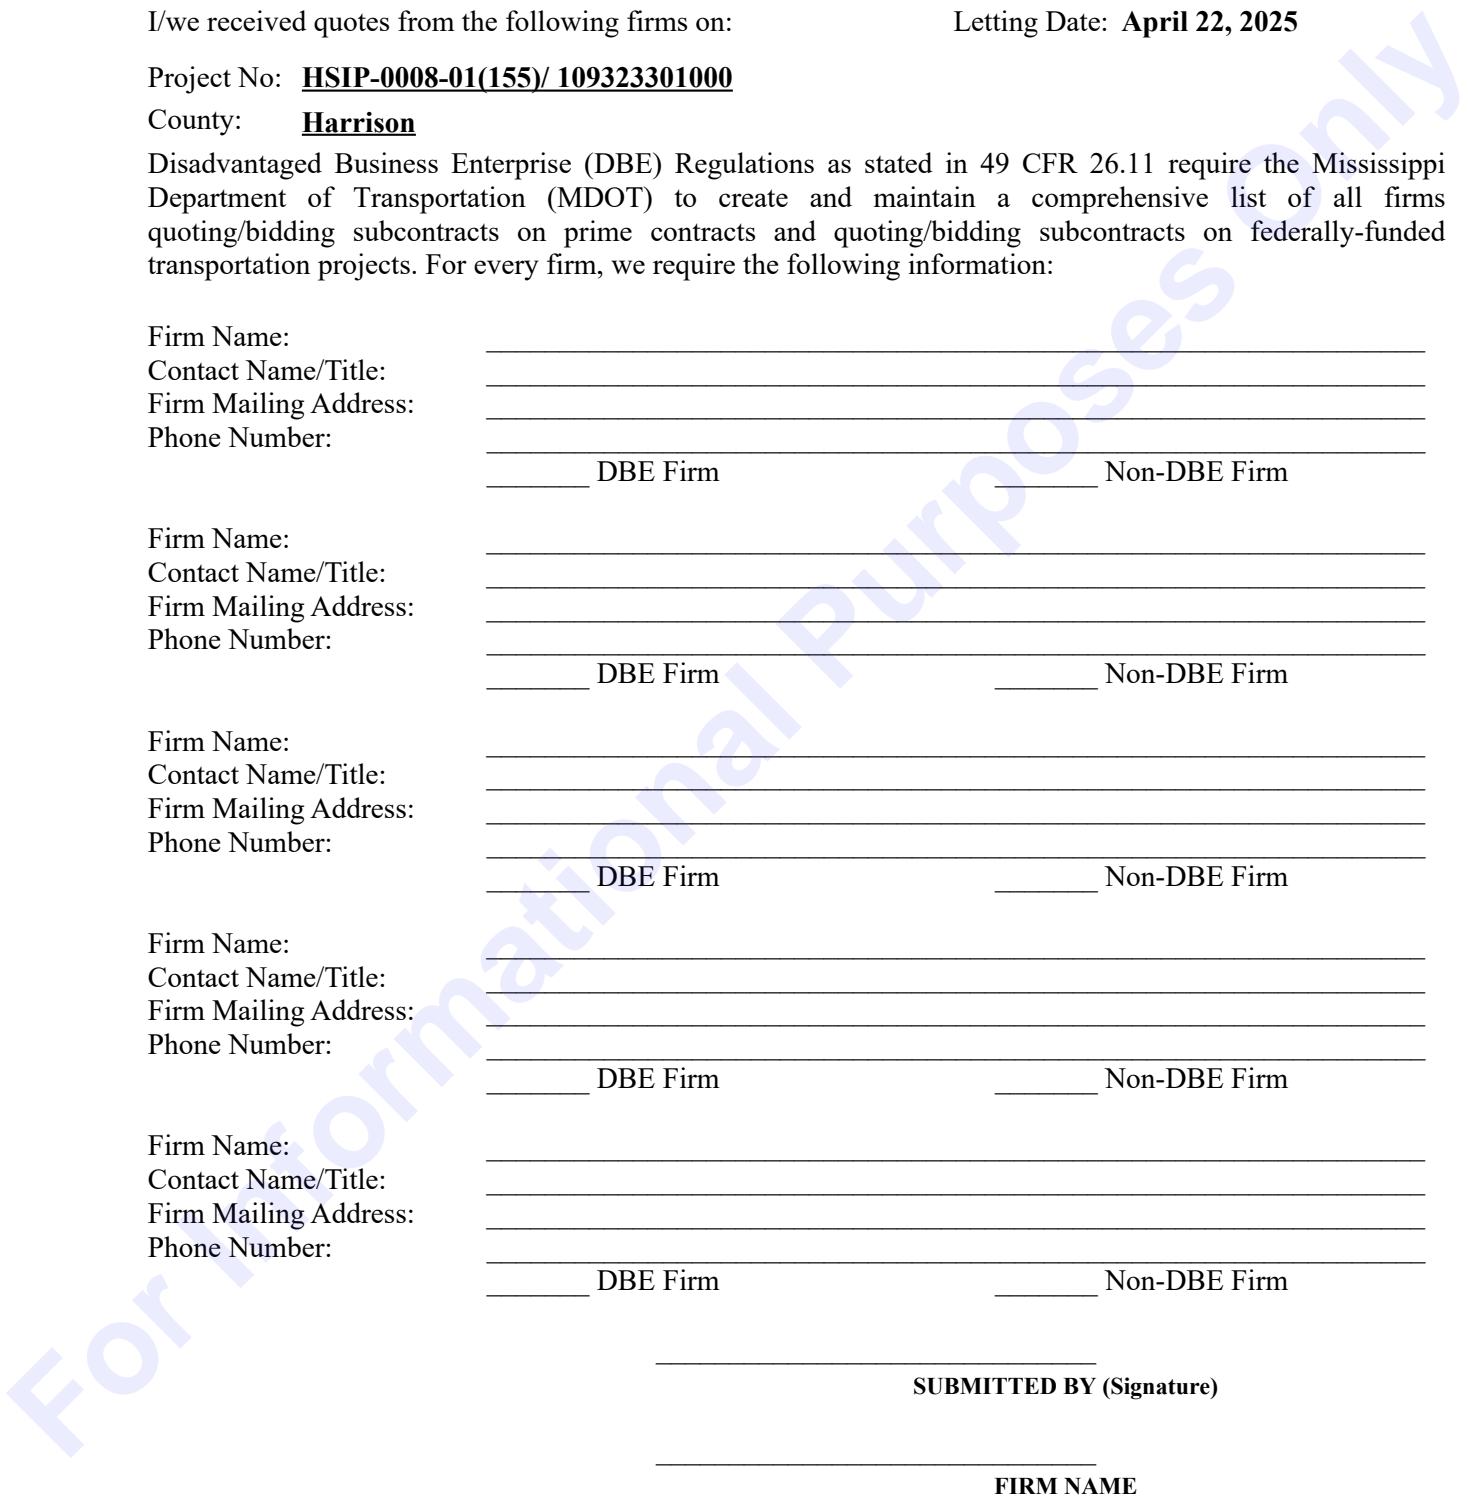 I/we received quotes from the following firms on: Letting Date: April 22, 2025
Project No: HSIP-0008-01(155)/ 109323301000
County: Harrison
Disadvantaged Business Enterprise (DBE) Regulations as stated in 49 CFR 26.11 require the Mississippi
Department of Transportation (MDOT) to create and maintain a comprehensive list of all firms
quoting/bidding subcontracts on prime contracts and quoting/bidding subcontracts on federally-funded
transportation projects. For every firm, we require the following information:
Firm Name:
Contact Name/Title:
Firm Mailing Address:
Phone Number:
DBE Firm Non-DBE Firm
Firm Name:
Contact Name/Title:
Firm Mailing Address:
Phone Number:
DBE Firm Non-DBE Firm
Firm Name:
Contact Name/Title:
Firm Mailing Address:
Phone Number:
DBE Firm Non-DBE Firm
Firm Name:
Contact Name/Title:
Firm Mailing Address:
Phone Number:
DBE Firm Non-DBE Firm
Firm Name:
Contact Name/Title:
Firm Mailing Address:
Phone Number:
DBE Firm Non-DBE Firm
SUBMITTED BY (Signature)
FIRM NAME
For Informational Purposes Only